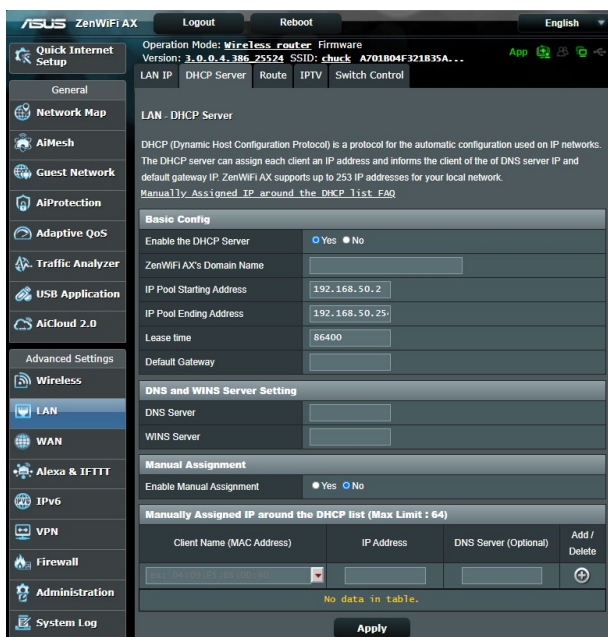 ASUS ZenWiFi AX
Logout
Reboot
English
Quick Internet Setup
Operation Mode: Wireless router Firmware
Version: 3.0.0.4.386_25524 SSID: chuck A701B04F321B35A...
App
LAN IP
DHCP Server
Route
IPTV
Switch Control
General
Network Map
AiMesh
Guest Network
AiProtection
Adaptive QoS
Traffic Analyzer
USB Application
AiCloud 2.0
Advanced Settings
Wireless
LAN
WAN
Alexa & IFTTT
IPv6
VPN
Firewall
Administration
System Log
LAN - DHCP Server
DHCP (Dynamic Host Configuration Protocol) is a protocol for the automatic configuration used on IP networks.
The DHCP server can assign each client an IP address and informs the client of the of DNS server IP and
default gateway IP. ZenWiFi AX supports up to 253 IP addresses for your local network.
Manually Assigned IP around the DHCP list FAQ
Basic Config
Enable the DHCP Server
Yes
No
ZenWiFi AX's Domain Name
IP Pool Starting Address
192.168.50.2
IP Pool Ending Address
192.168.50.25
Lease time
86400
Default Gateway
DNS and WINS Server Setting
DNS Server
WINS Server
Manual Assignment
Enable Manual Assignment
Yes
No
Manually Assigned IP around the DHCP list (Max Limit : 64)
Client Name (MAC Address)
IP Address
DNS Server (Optional)
Add /
Delete
No data in table.
Apply